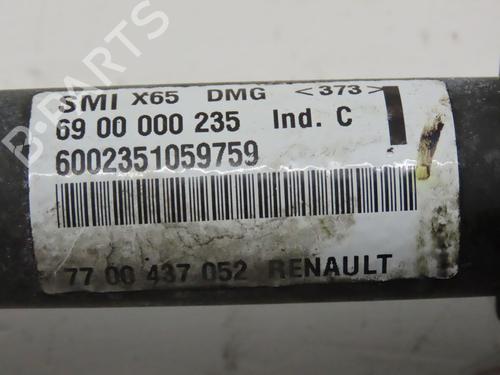 SMI X65 DMG <373>
69 00 000 235 Ind. C
6002351059759
77 00 437 052 RENAULT
B-PARTS